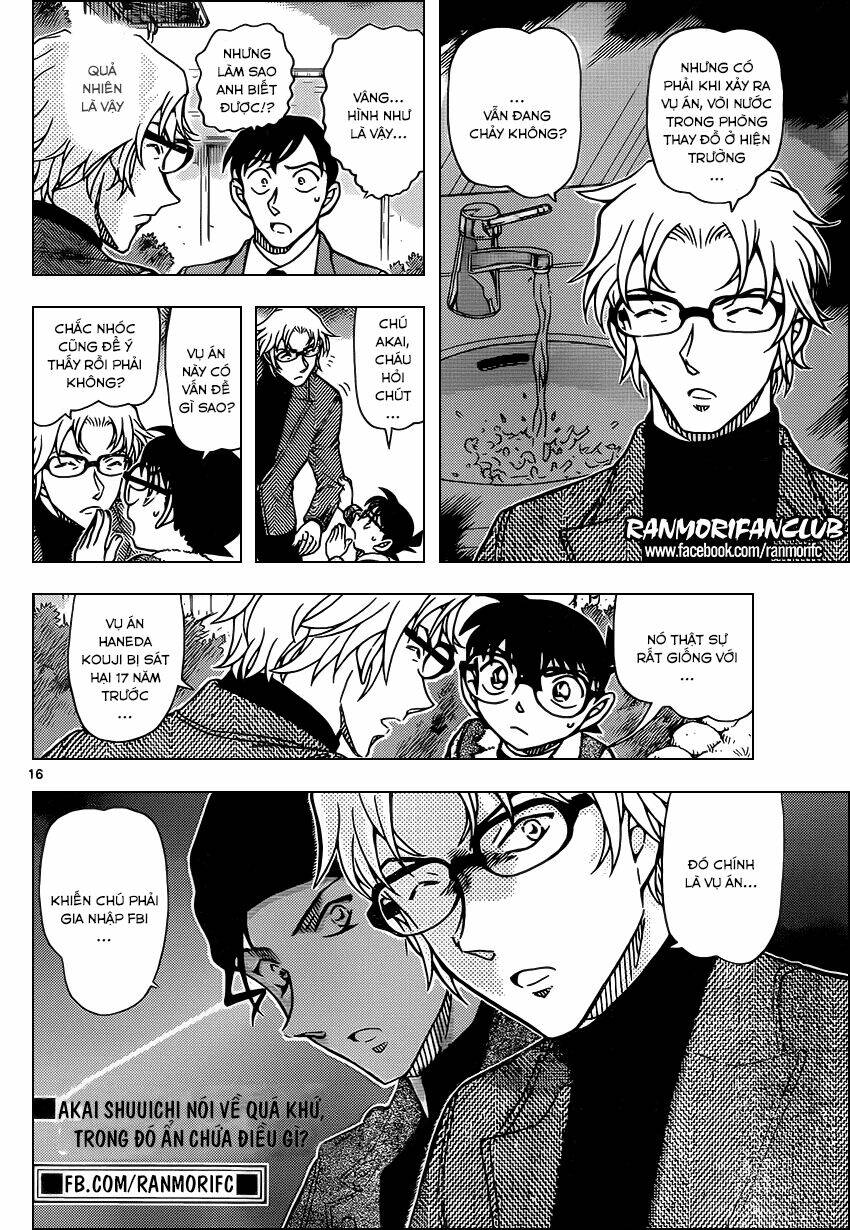 NHƯNG CÓ
PHẢI KHI XẢY RA
VỤ ÁN, VỚI NƯỚC
TRONG PHÒNG
THAY ĐỒ Ở HIỆN
TRƯỜNG
...
...
VẪN ĐANG
CHẢY KHÔNG?
VÂNG...
HÌNH NHƯ
LÀ VẬY...
NHƯNG
LÀM SAO
ANH BIẾT
ĐƯỢC!?
QUẢ
NHIÊN
LÀ VẬY
RANMORIFANCLUB
www.facebook.com/ranmorifc
CHÚ
AKAI,
CHÁU
HỎI
CHÚT
...
VỤ ÁN
NÀY CÓ
VẤN ĐỀ
GÌ SAO?
CHẮC NHÓC
CŨNG ĐỂ Ý
THẤY RỒI PHẢI
KHÔNG?
NÓ THẬT SỰ
RẤT GIỐNG VỚI
...
VỤ ÁN
HANEDA
KOUJI BỊ SÁT
HẠI 17 NĂM
TRƯỚC
...
16
ĐÓ CHÍNH
LÀ VỤ ÁN...
KHIẾN CHÚ PHẢI
GIA NHẬP FBI
...
AKAI SHUUICHI NÓI VỀ QUÁ KHỨ,
TRONG ĐÓ ẨN CHỨA ĐIỀU GÌ?
FB.COM/RANMORIFC